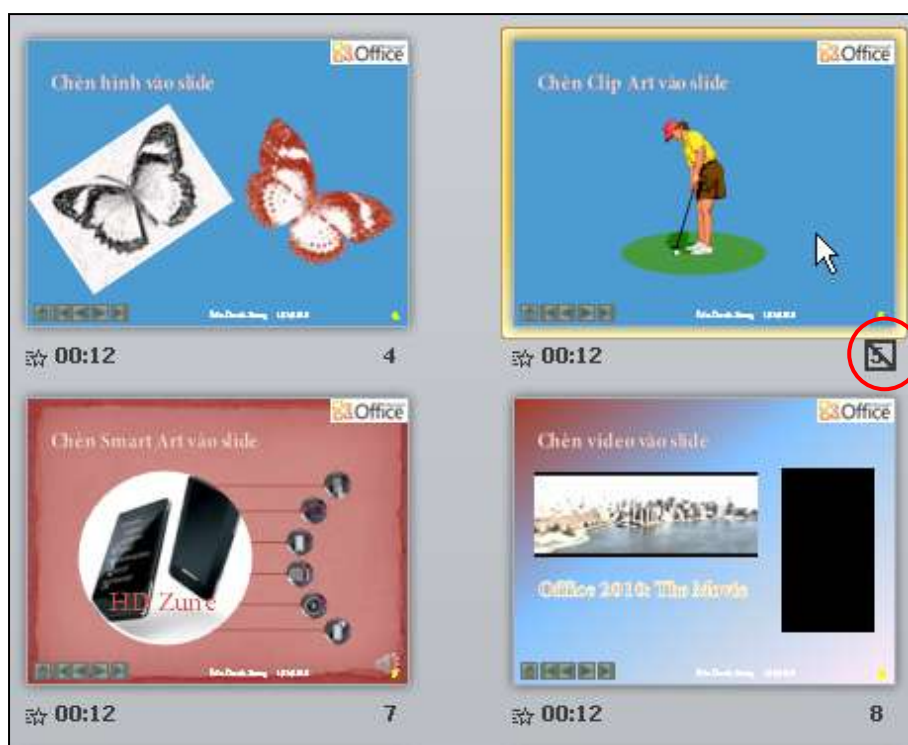 Office
Chèn hình vào slide
00:12
4
Office
Chèn Clip Art vào slide
00:12
5
Office
Chèn Smart Art vào slide
HD Zune
7
00:12
7
Office
Chèn video vào slide
Office 2010: The Movie
00:12
8